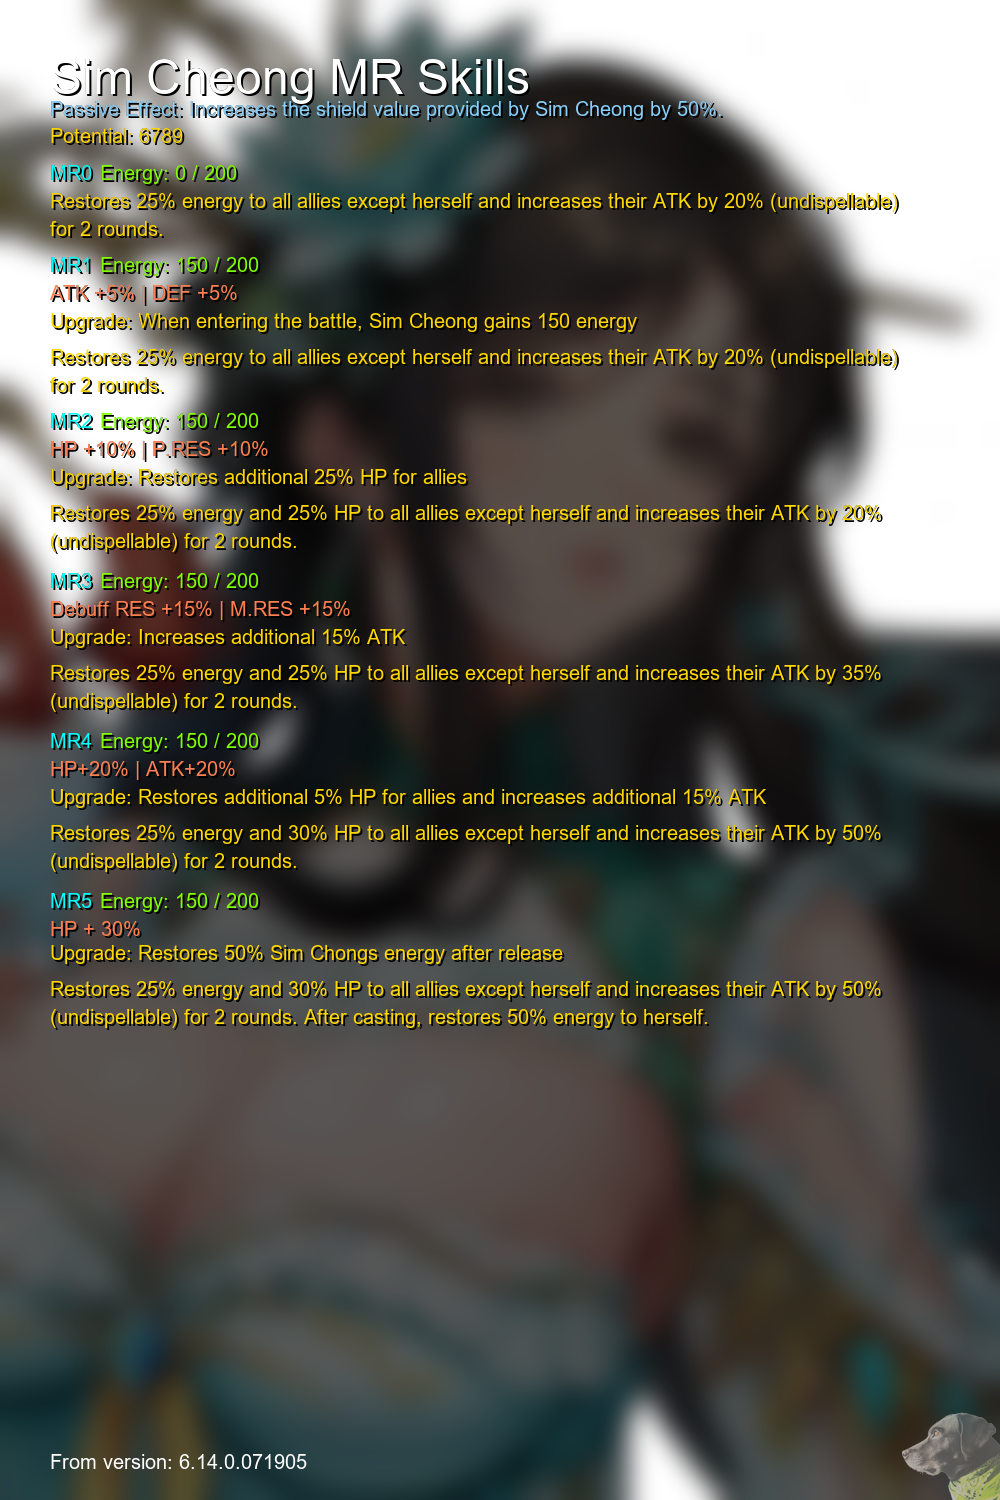 Sim Cheong MR Skills
Passive Effect: Increases the shield value provided by Sim Cheong by 50%.
Potential: 6789
MR0 Energy: 0 / 200
Restores 25% energy to all allies except herself and increases their ATK by 20% (undispellable)
for 2 rounds.
MR1 Energy: 150 / 200
ATK +5% | DEF +5%
Upgrade: When entering the battle, Sim Cheong gains 150 energy
Restores 25% energy to all allies except herself and increases their ATK by 20% (undispellable)
for 2 rounds.
MR2 Energy: 150 / 200
HP +10% | P.RES +10%
Upgrade: Restores additional 25% HP for allies
Restores 25% energy and 25% HP to all allies except herself and increases their ATK by 20%
(undispellable) for 2 rounds.
MR3 Energy: 150 / 200
Debuff RES +15% | M.RES +15%
Upgrade: Increases additional 15% ATK
Restores 25% energy and 25% HP to all allies except herself and increases their ATK by 35%
(undispellable) for 2 rounds.
MR4 Energy: 150 / 200
HP+20% | ATK+20%
Upgrade: Restores additional 5% HP for allies and increases additional 15% ATK
Restores 25% energy and 30% HP to all allies except herself and increases their ATK by 50%
(undispellable) for 2 rounds.
MR5 Energy: 150 / 200
HP + 30%
Upgrade: Restores 50% Sim Chongs energy after release
Restores 25% energy and 30% HP to all allies except herself and increases their ATK by 50%
(undispellable) for 2 rounds. After casting, restores 50% energy to herself.
From version: 6.14.0.071905